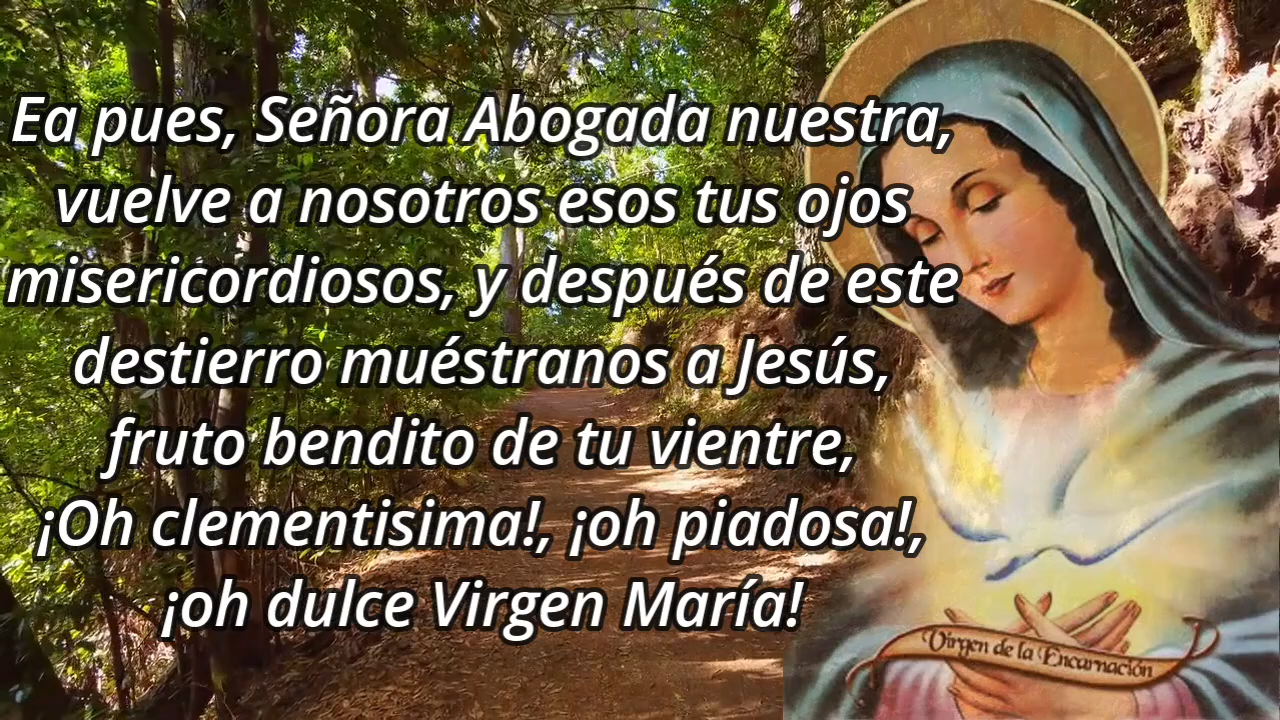 Ea pues, Señora Abogada nuestra,
vuelve a nosotros esos tus ojos
misericordiosos, y después de este
destierro muéstranos a Jesús,
fruto bendito de tu vientre,
¡Oh clementisima!, ¡oh piadosa!,
¡oh dulce Virgen María!
Virgen de la Encarnación